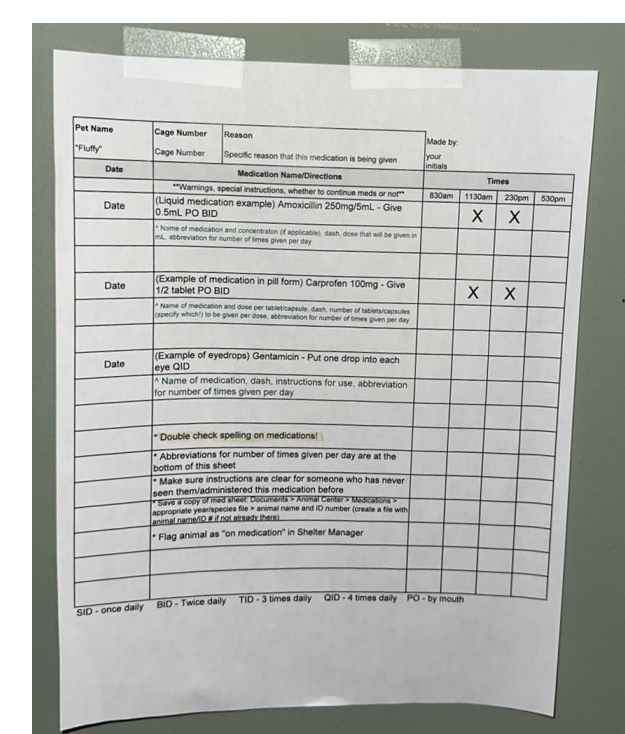 Pet Name Cage Number Reason Made by:
"Fluffy" Cage Number Specific reason that this medication is being given your
initials
Date Medication Name/Directions Times
**Warnings, special instructions, whether to continue meds or not** 830am 1130am 230pm 530pm
Date (Liquid medication example) Amoxicillin 250mg/5mL - Give X X
0.5mL PO BID
^ Name of medication and concentraton (if applicable), dash, dose that will be given in
mL, abbreviation for number of times given per day
Date (Example of medication in pill form) Carprofen 100mg - Give X X
1/2 tablet PO BID
^ Name of medication and dose per tablet/capsule, dash, number of tablets/capsules
(specify which!) to be given per dose, abbreviation for number of times given per day
Date (Example of eyedrops) Gentamicin - Put one drop into each
eye QID
^ Name of medication, dash, instructions for use, abbreviation
for number of times given per day
* Double check spelling on medications!
* Abbreviations for number of times given per day are at the
bottom of this sheet
* Make sure instructions are clear for someone who has never
seen them/administered this medication before
* Save a copy of med sheet: Documents > Animal Center > Medications >
appropriate year/species file > animal name and ID number (create a file with
animal name/ID # if not already there)
* Flag animal as "on medication" in Shelter Manager
SID - once daily BID - Twice daily TID - 3 times daily QID - 4 times daily PO - by mouth